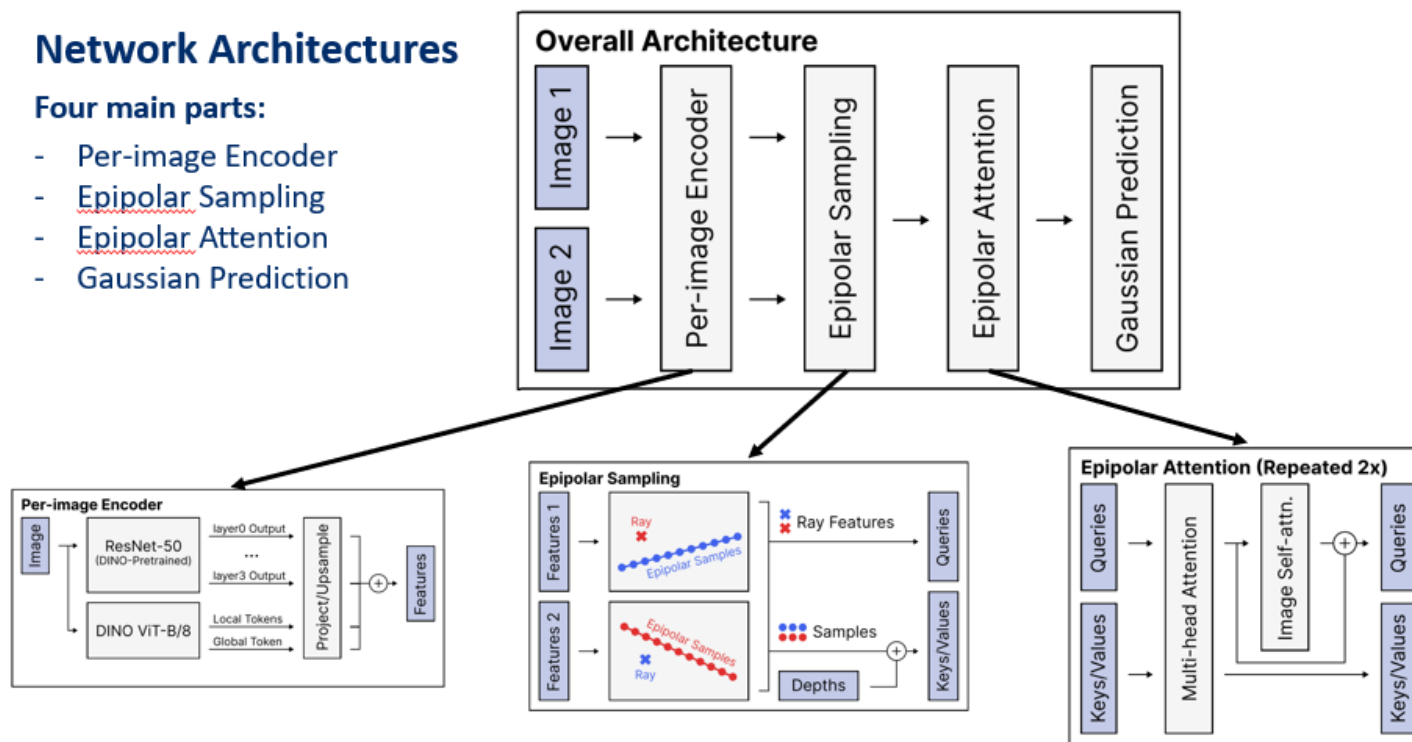 Network Architectures
Four main parts:
- Per-image Encoder
- Epipolar Sampling
- Epipolar Attention
- Gaussian Prediction
Overall Architecture
Image 1
Image 2
Per-image Encoder
Epipolar Sampling
Epipolar Attention
Gaussian Prediction
Per-image Encoder
Image
ResNet-50
(DINO-Pretrained)
DINO ViT-B/8
layer0 Output
...
layer3 Output
Local Tokens
Global Token
Project/Upsample
+
Features
Epipolar Sampling
Features 1
Features 2
Ray
Epipolar Samples
Epipolar Samples
Ray
Ray Features
Samples
Depths
+
Queries
Keys/Values
Epipolar Attention (Repeated 2x)
Queries
Keys/Values
Multi-head Attention
Image Self-attn.
+
Queries
Keys/Values